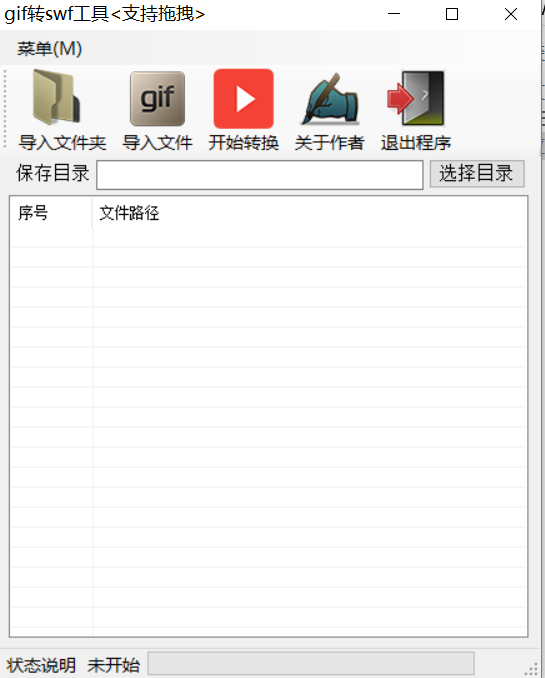 gif转swf工具<支持拖拽>
菜单(M)
gif
导入文件夹 导入文件 开始转换 关于作者 退出程序
保存目录 选择目录
序号 文件路径
状态说明 未开始